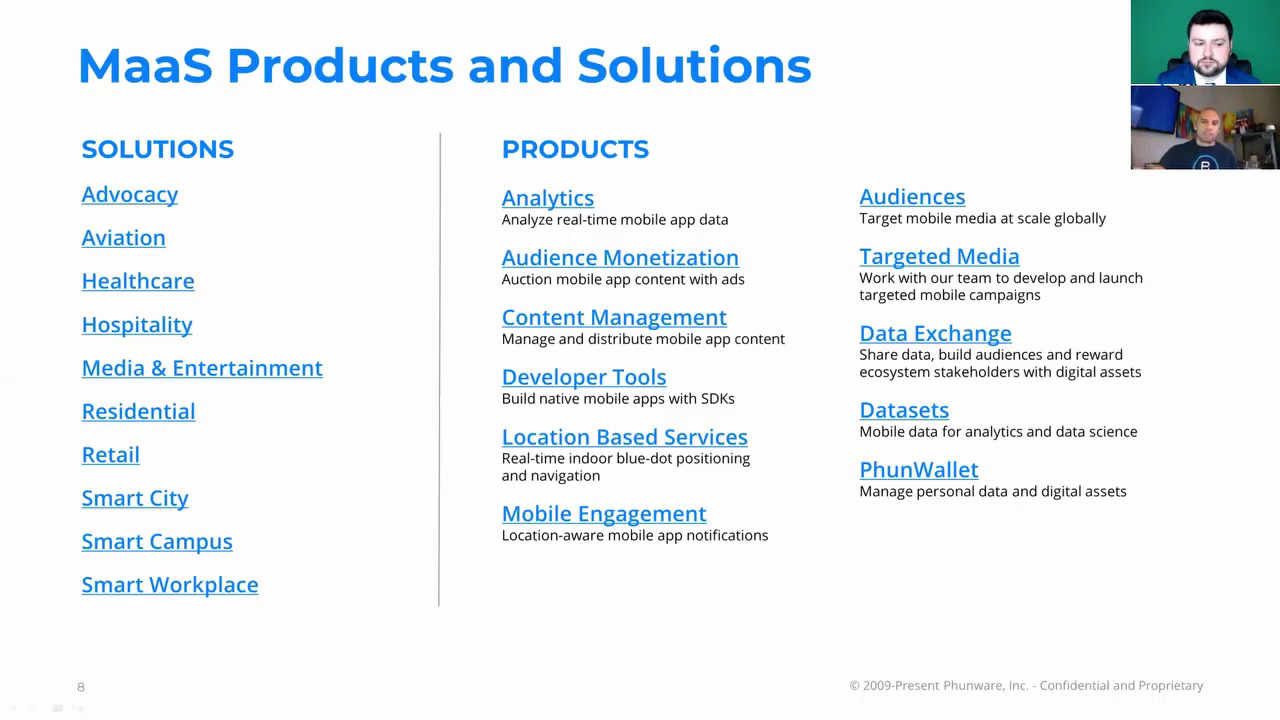 MaaS Products and Solutions
SOLUTIONS
Advocacy
Aviation
Healthcare
Hospitality
Media & Entertainment
Residential
Retail
Smart City
Smart Campus
Smart Workplace
PRODUCTS
Analytics
Analyze real-time mobile app data
Audience Monetization
Auction mobile app content with ads
Content Management
Manage and distribute mobile app content
Developer Tools
Build native mobile apps with SDKs
Location Based Services
Real-time indoor blue-dot positioning
and navigation
Mobile Engagement
Location-aware mobile app notifications
Audiences
Target mobile media at scale globally
Targeted Media
Work with our team to develop and launch
targeted mobile campaigns
Data Exchange
Share data, build audiences and reward
ecosystem stakeholders with digital assets
Datasets
Mobile data for analytics and data science
PhunWallet
Manage personal data and digital assets
8
© 2009-Present Phunware, Inc. - Confidential and Proprietary